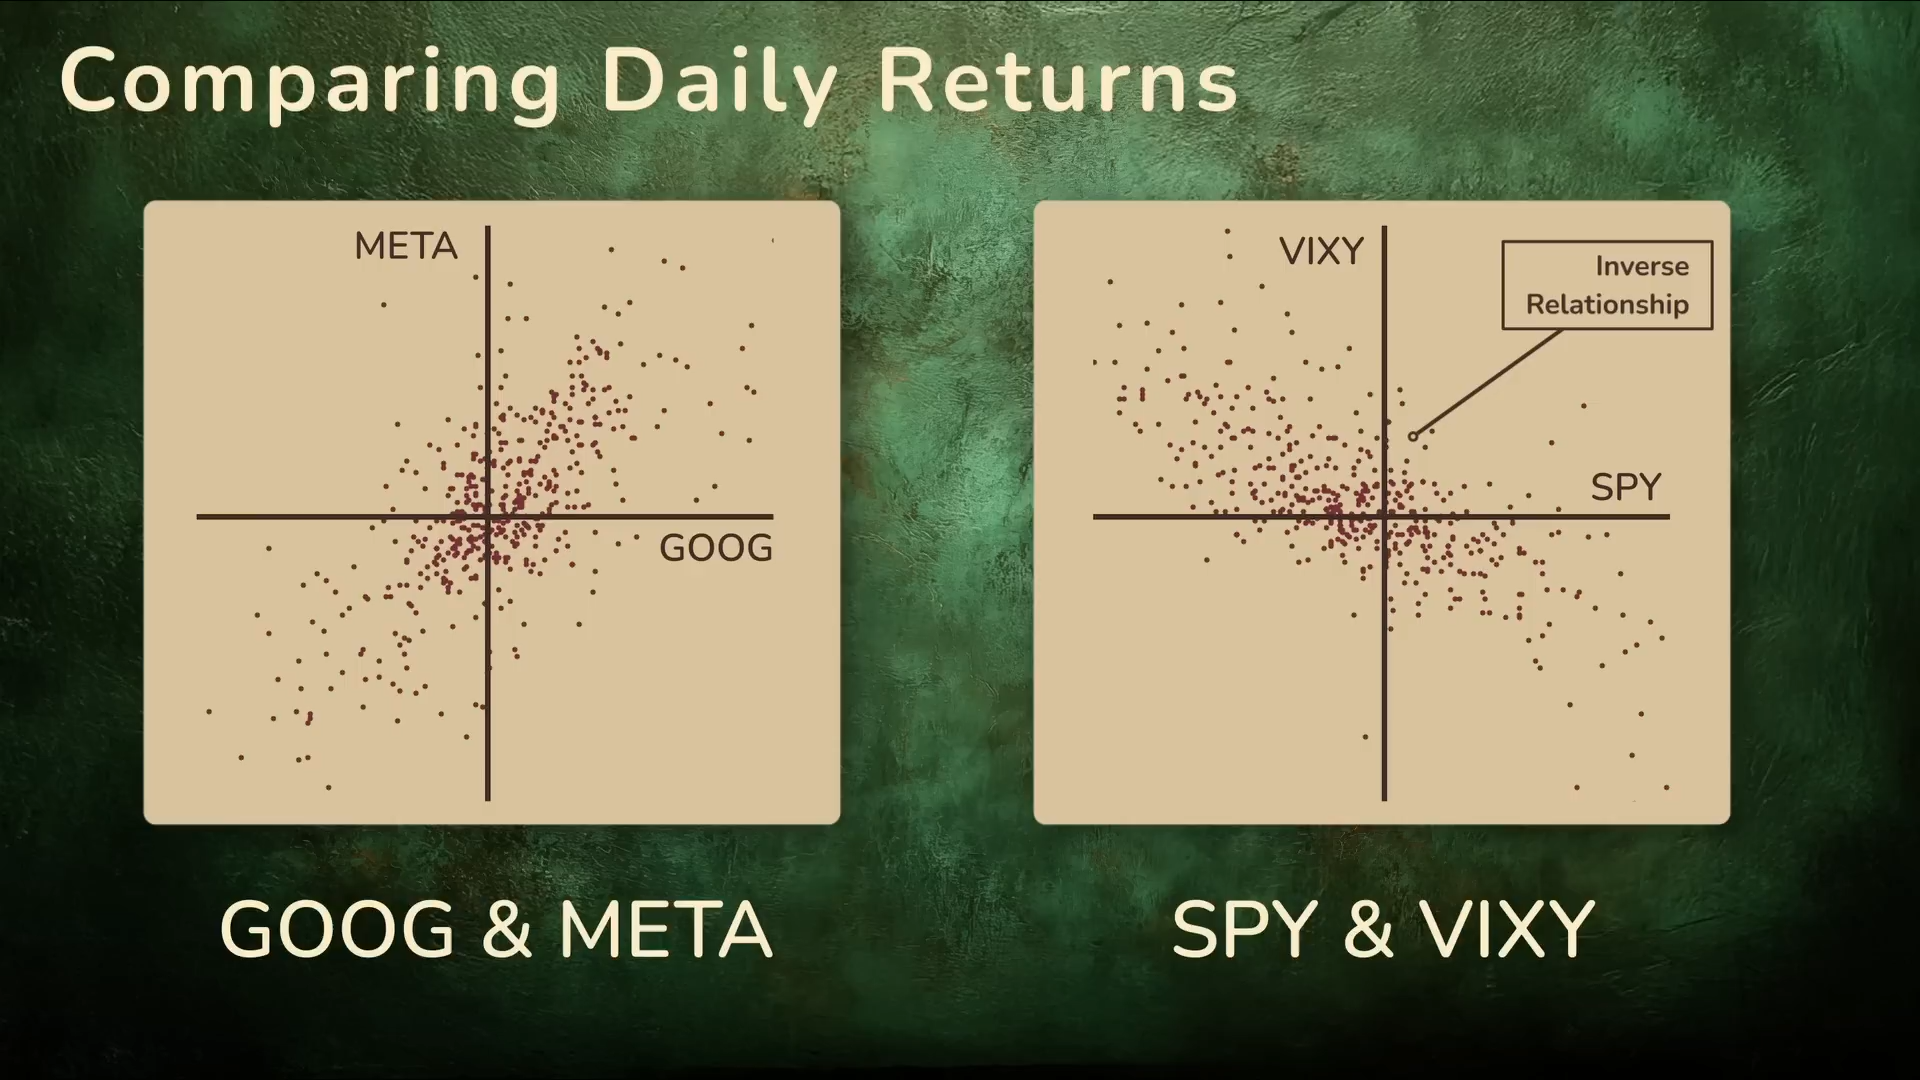 Comparing Daily Returns
META
GOOG
VIXY
Inverse
Relationship
SPY
GOOG & META
SPY & VIXY